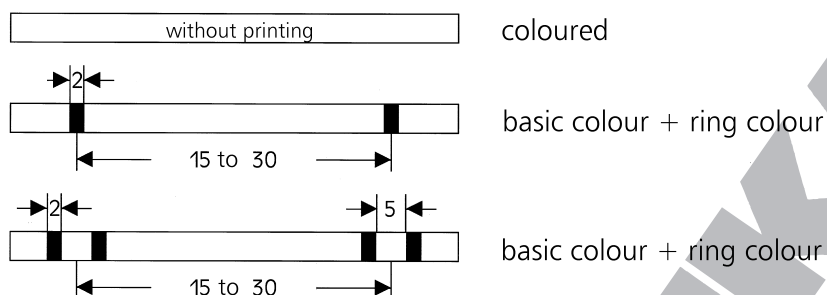 without printing coloured
2
basic colour + ring colour
15 to 30
2 5
basic colour + ring colour
15 to 30